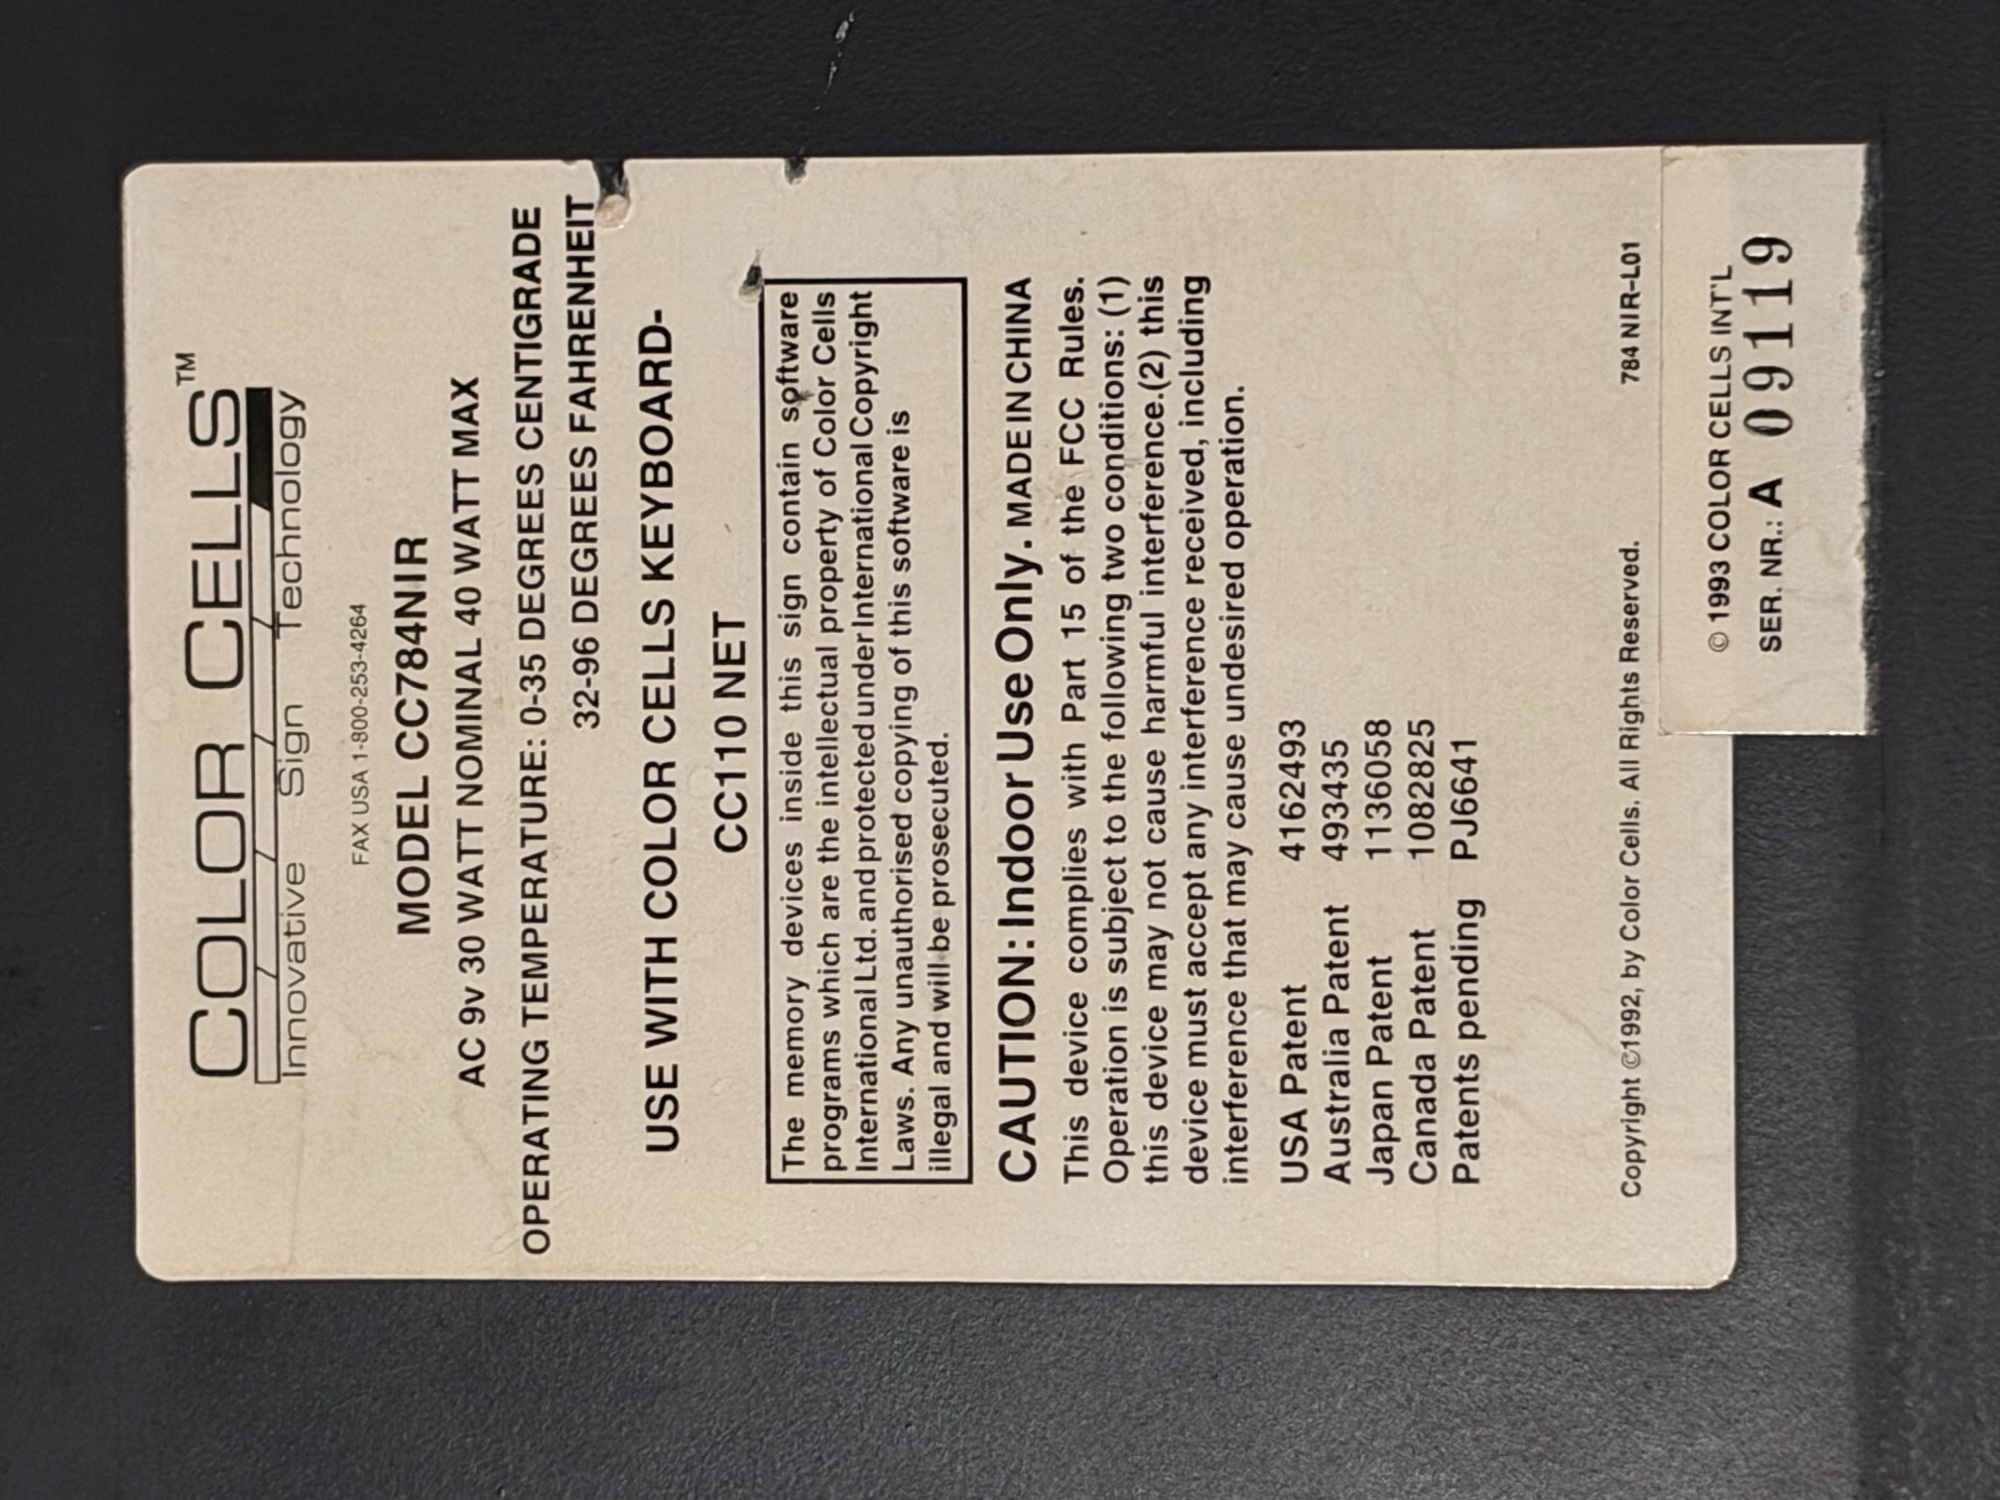 COLOR CELLS™
Innovative Sign Technology
FAX USA 1-800-253-4264
MODEL CC784NIR
AC 9v 30 WATT NOMINAL 40 WATT MAX
OPERATING TEMPERATURE: 0-35 DEGREES CENTIGRADE
32-96 DEGREES FAHRENHEIT
USE WITH COLOR CELLS KEYBOARD-
CC110 NET
The memory devices inside this sign contain software
programs which are the intellectual property of Color Cells
International Ltd. and protected under International Copyright
Laws. Any unauthorised copying of this software is
illegal and will be prosecuted.
CAUTION: Indoor Use Only. MADE IN CHINA
This device complies with Part 15 of the FCC Rules.
Operation is subject to the following two conditions: (1)
this device may not cause harmful interference.(2) this
device must accept any interference received, including
interference that may cause undesired operation.
USA Patent 4162493
Australia Patent 493435
Japan Patent 1136058
Canada Patent 1082825
Patents pending PJ6641
Copyright ©1992, by Color Cells. All Rights Reserved. 784 NIR-L01
© 1993 COLOR CELLS INT'L
SER. NR.: A 09119